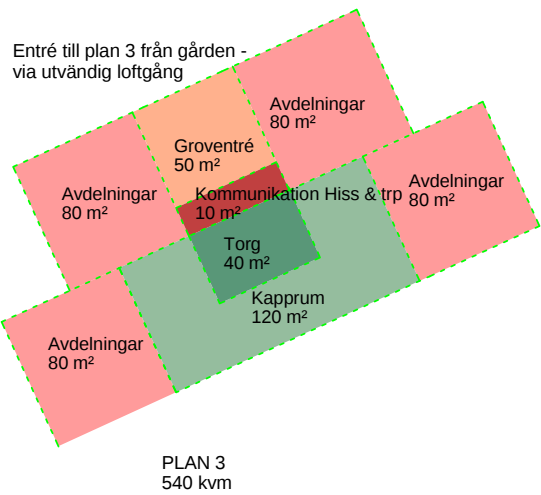 Entré till plan 3 från gården -
via utvändig loftgång
Avdelningar
80 m²
Groventré
50 m²
Avdelningar
80 m²
Kommunikation Hiss & trp
10 m²
Avdelningar
80 m²
Torg
40 m²
Kapprum
120 m²
Avdelningar
80 m²
PLAN 3
540 kvm